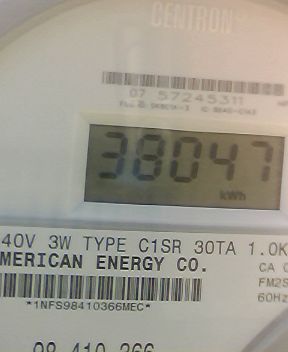 CENTRON
07 57245311
38047
kWh
40V 3W TYPE C1SR 30TA 1.0K
MERICAN ENERGY CO.
CA 0
FM2S
60Hz
*1NFS98410366MEC*
98 410 366